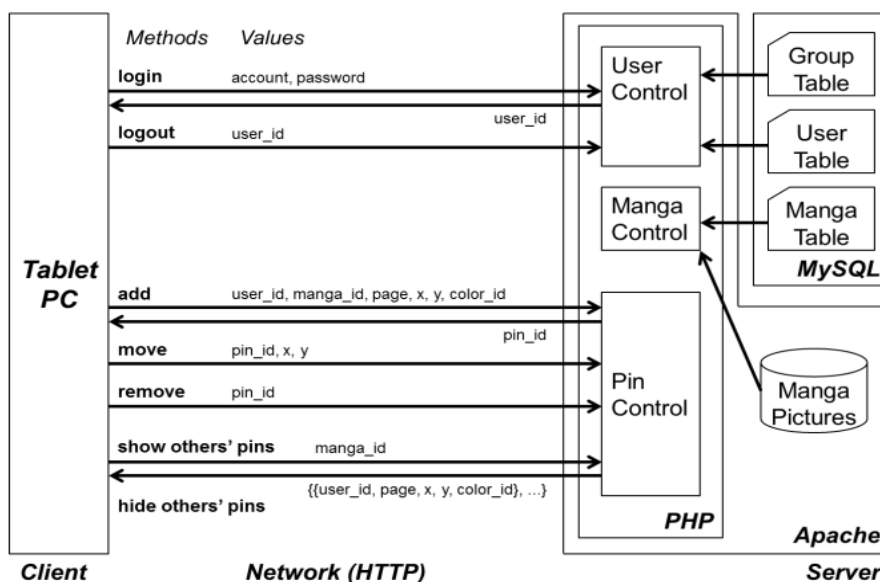 Methods Values
login account, password
user_id
logout user_id
add user_id, manga_id, page, x, y, color_id
pin_id
move pin_id, x, y
remove pin_id
show others' pins manga_id
{{user_id, page, x, y, color_id}, ...}
hide others' pins
Tablet
PC
Client
Network (HTTP)
User
Control
Manga
Control
Pin
Control
PHP
Group
Table
User
Table
Manga
Table
MySQL
Manga
Pictures
Apache
Server